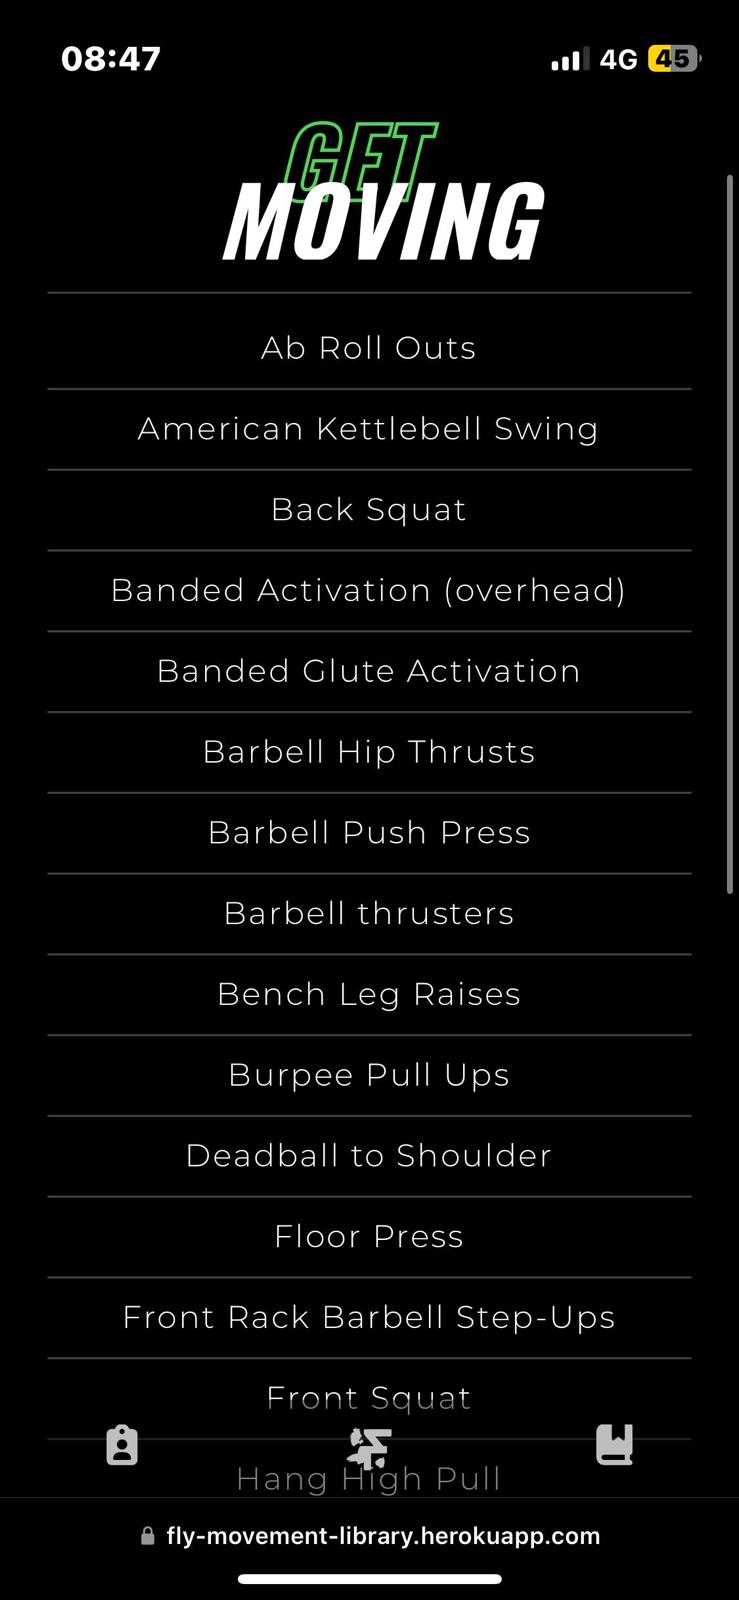 08:47
4G 45
GET
MOVING
Ab Roll Outs
American Kettlebell Swing
Back Squat
Banded Activation (overhead)
Banded Glute Activation
Barbell Hip Thrusts
Barbell Push Press
Barbell thrusters
Bench Leg Raises
Burpee Pull Ups
Deadball to Shoulder
Floor Press
Front Rack Barbell Step-Ups
Front Squat
Hang High Pull
fly-movement-library.herokuapp.com